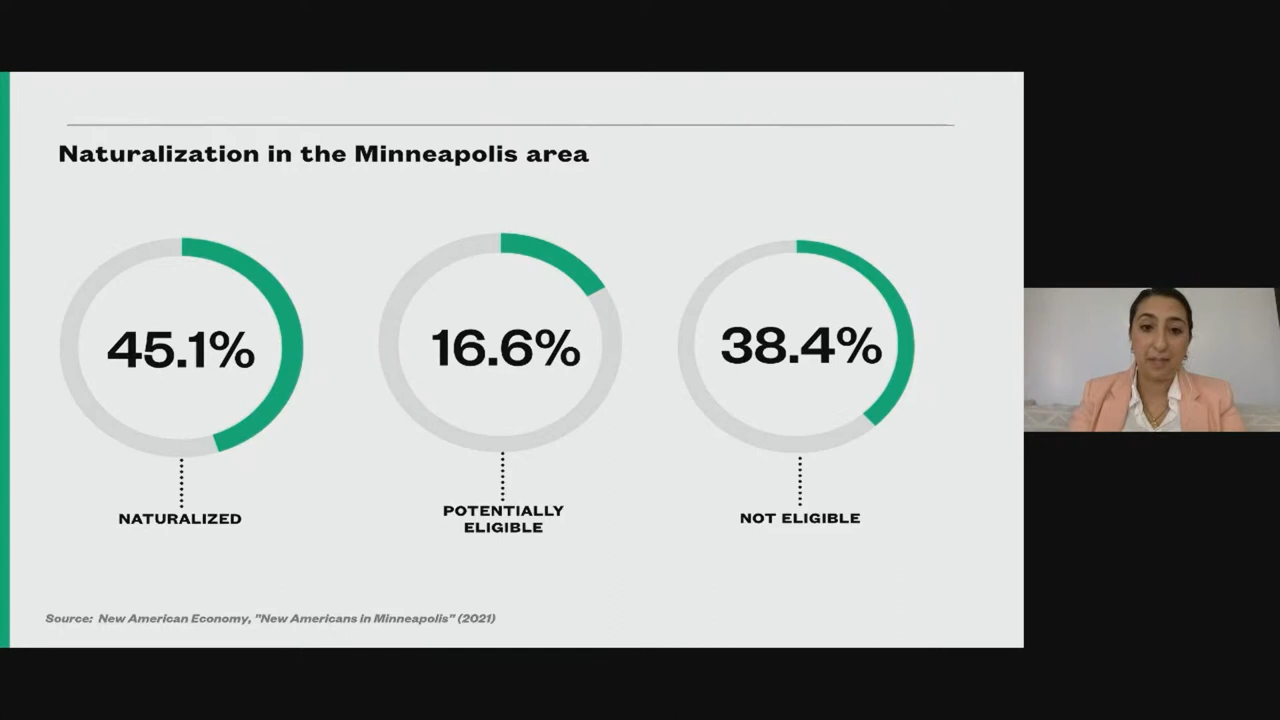 Naturalization in the Minneapolis area
45.1%
16.6%
38.4%
NATURALIZED
POTENTIALLY
ELIGIBLE
NOT ELIGIBLE
Source: New American Economy, "New Americans in Minneapolis" (2021)